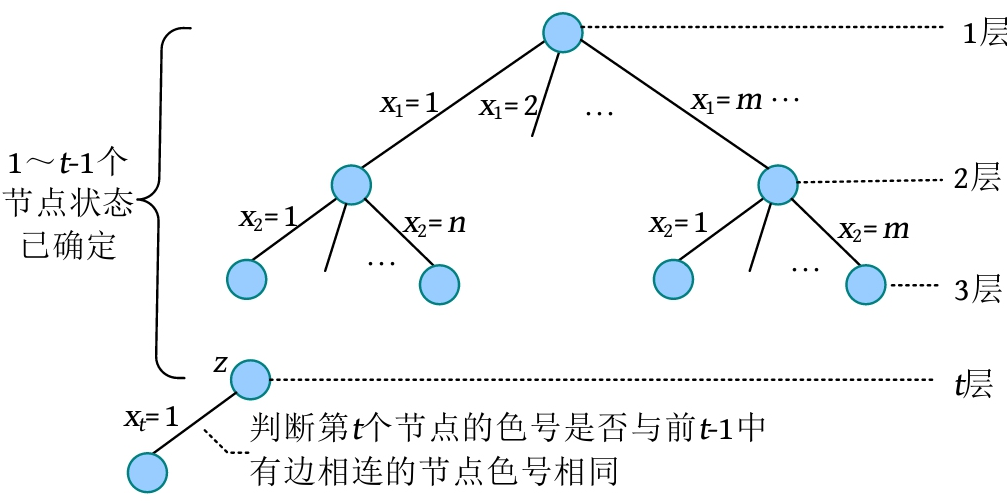 1层
x₁=1
x₁=2
…
x₁=m …
1～t-1个
节点状态
已确定
2层
x₂=1
x₂=n
…
x₂=1
x₂=m
…
3层
z
t层
xₜ=1
判断第t个节点的色号是否与前t-1中
有边相连的节点色号相同